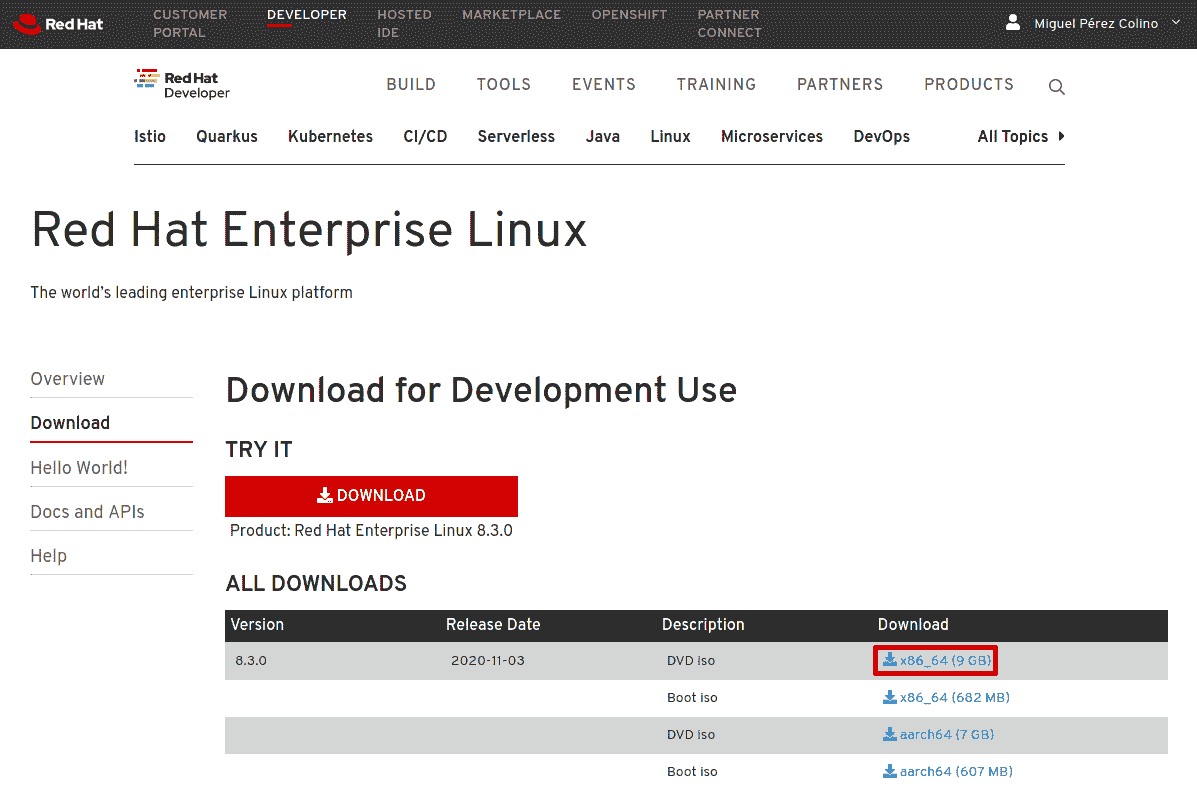 Red Hat
CUSTOMER PORTAL
DEVELOPER
HOSTED IDE
MARKETPLACE
OPENSHIFT
PARTNER CONNECT
Miguel Pérez Colino
Red Hat
Developer
BUILD TOOLS EVENTS TRAINING PARTNERS PRODUCTS
Istio Quarkus Kubernetes CI/CD Serverless Java Linux Microservices DevOps All Topics
Red Hat Enterprise Linux
The world's leading enterprise Linux platform
Overview
Download
Hello World!
Docs and APIs
Help
Download for Development Use
TRY IT
DOWNLOAD
Product: Red Hat Enterprise Linux 8.3.0
ALL DOWNLOADS
Version Release Date Description Download
8.3.0 2020-11-03 DVD iso x86_64 (9 GB)
Boot iso x86_64 (682 MB)
DVD iso aarch64 (7 GB)
Boot iso aarch64 (607 MB)